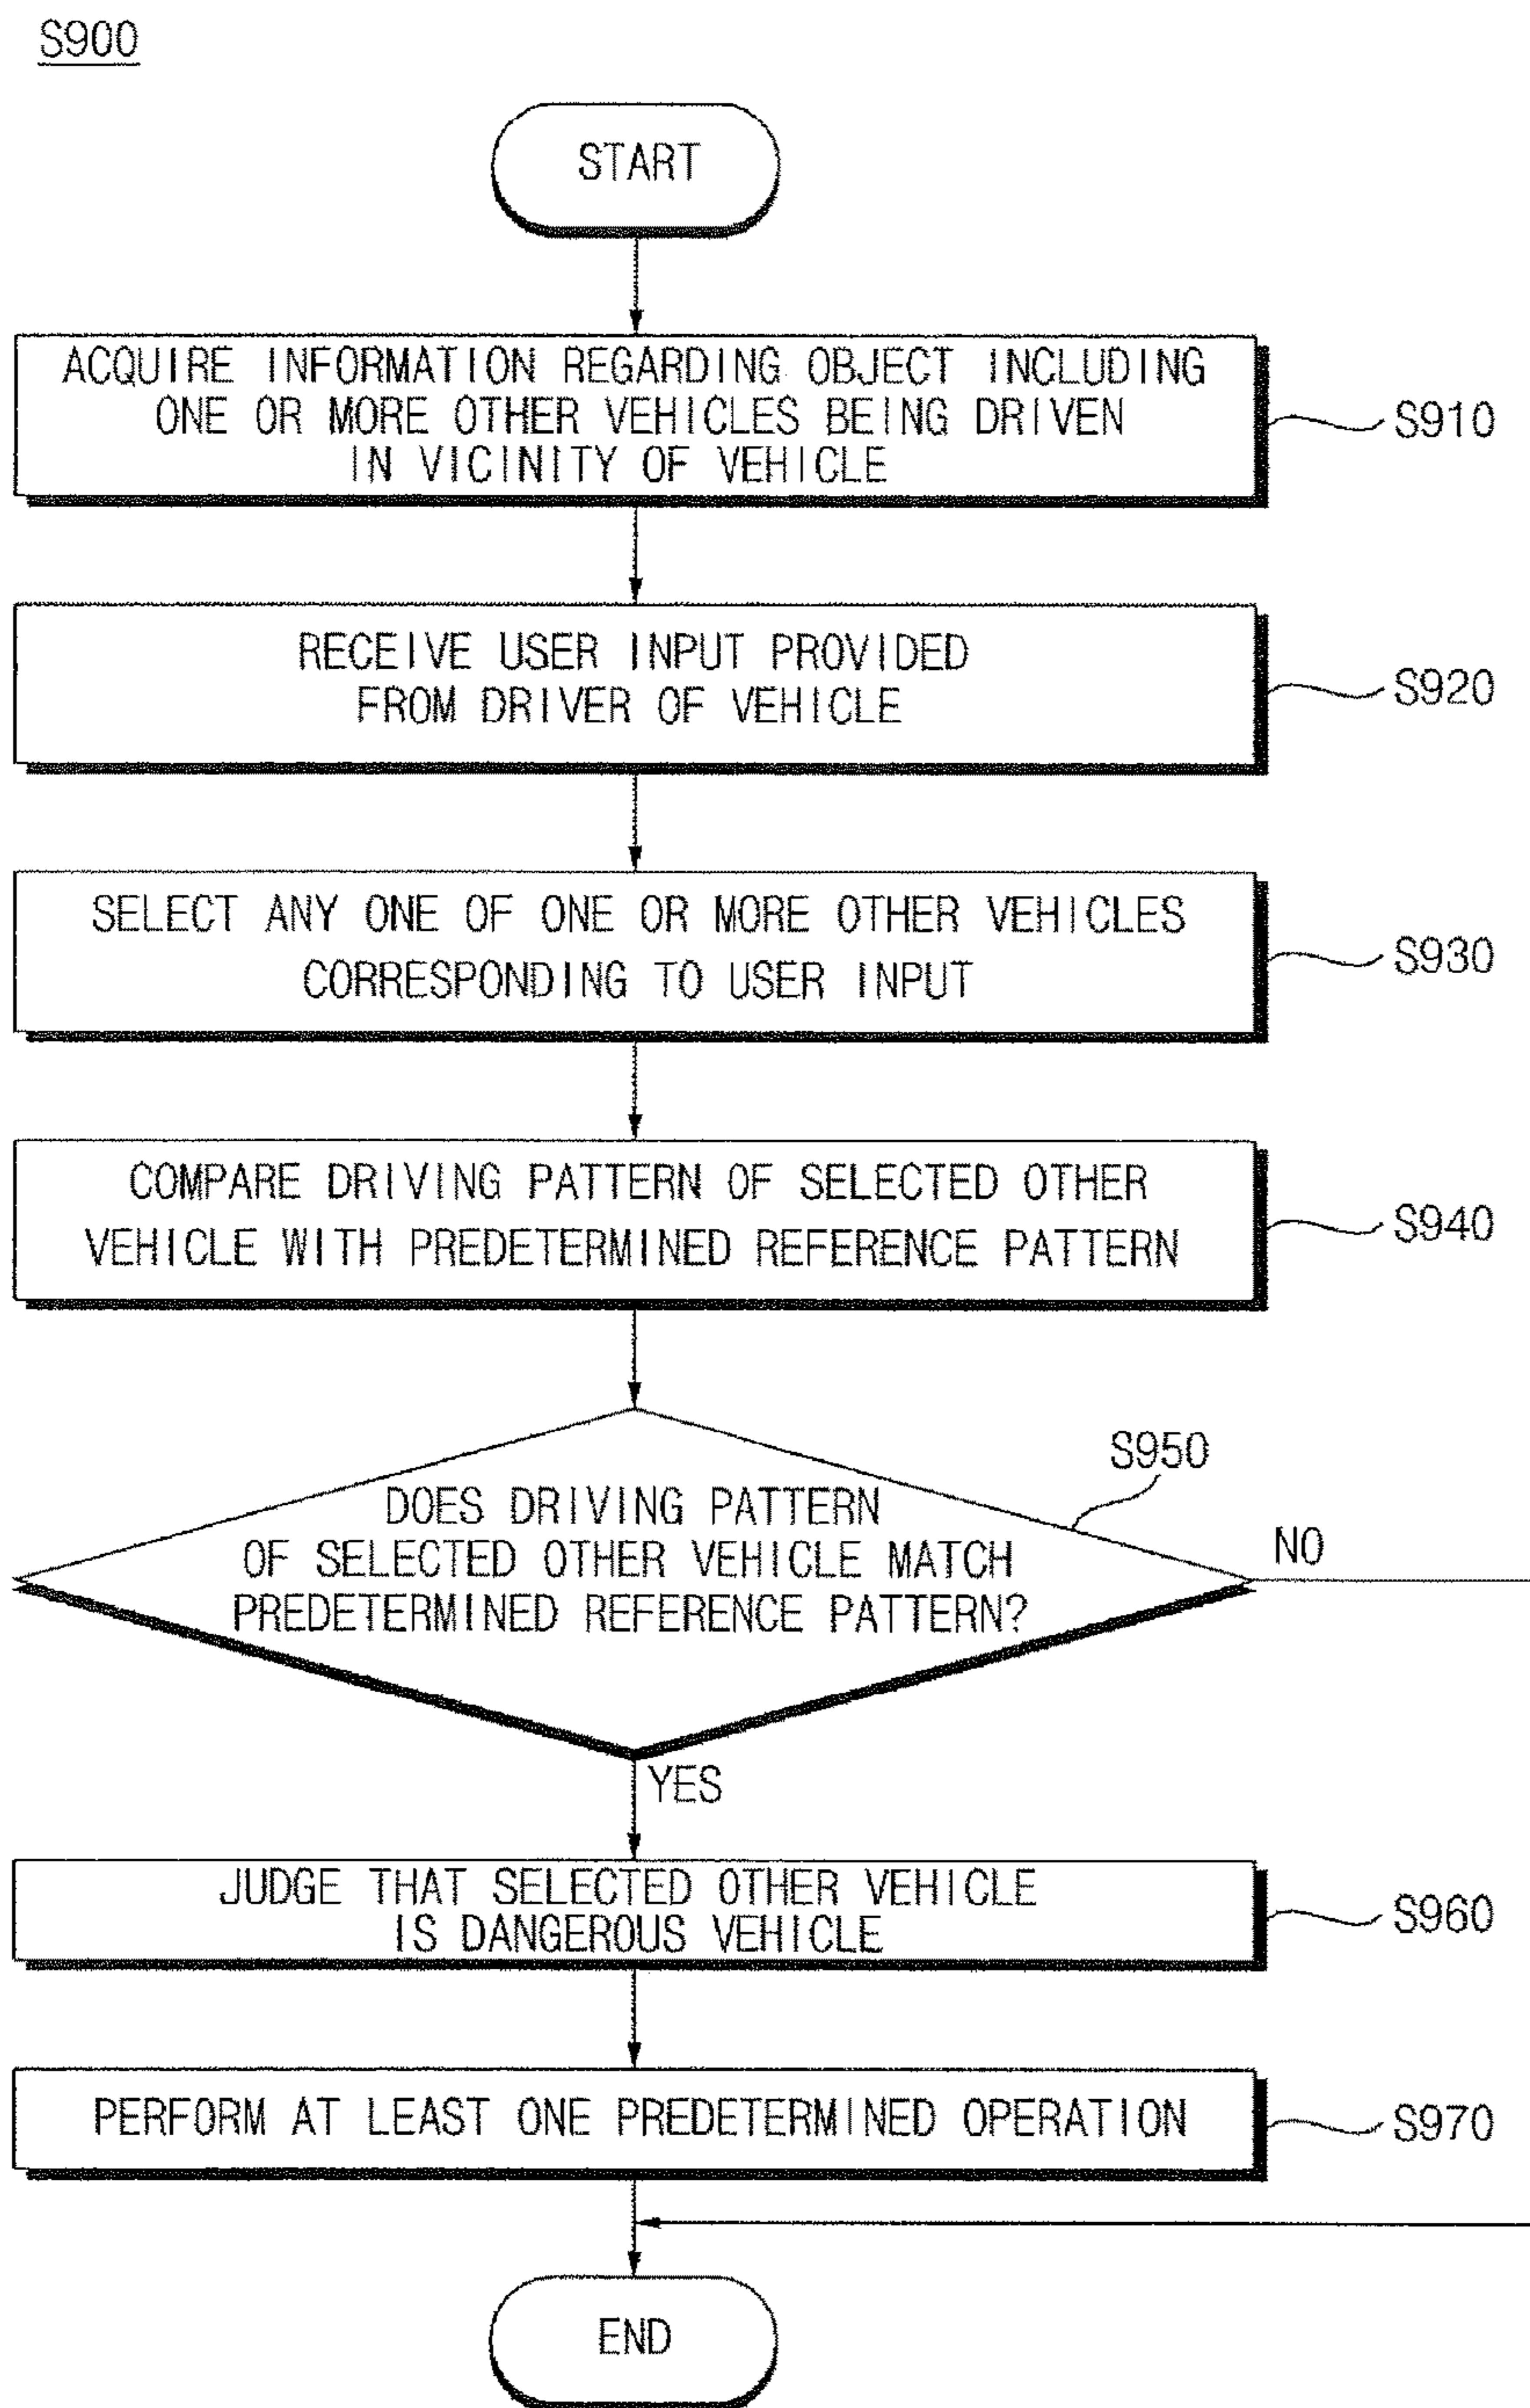 S900
START
ACQUIRE INFORMATION REGARDING OBJECT INCLUDING
ONE OR MORE OTHER VEHICLES BEING DRIVEN
IN VICINITY OF VEHICLE
S910
RECEIVE USER INPUT PROVIDED
FROM DRIVER OF VEHICLE
S920
SELECT ANY ONE OF ONE OR MORE OTHER VEHICLES
CORRESPONDING TO USER INPUT
S930
COMPARE DRIVING PATTERN OF SELECTED OTHER
VEHICLE WITH PREDETERMINED REFERENCE PATTERN
S940
S950
DOES DRIVING PATTERN
OF SELECTED OTHER VEHICLE MATCH
PREDETERMINED REFERENCE PATTERN?
NO
YES
JUDGE THAT SELECTED OTHER VEHICLE
IS DANGEROUS VEHICLE
S960
PERFORM AT LEAST ONE PREDETERMINED OPERATION
S970
END